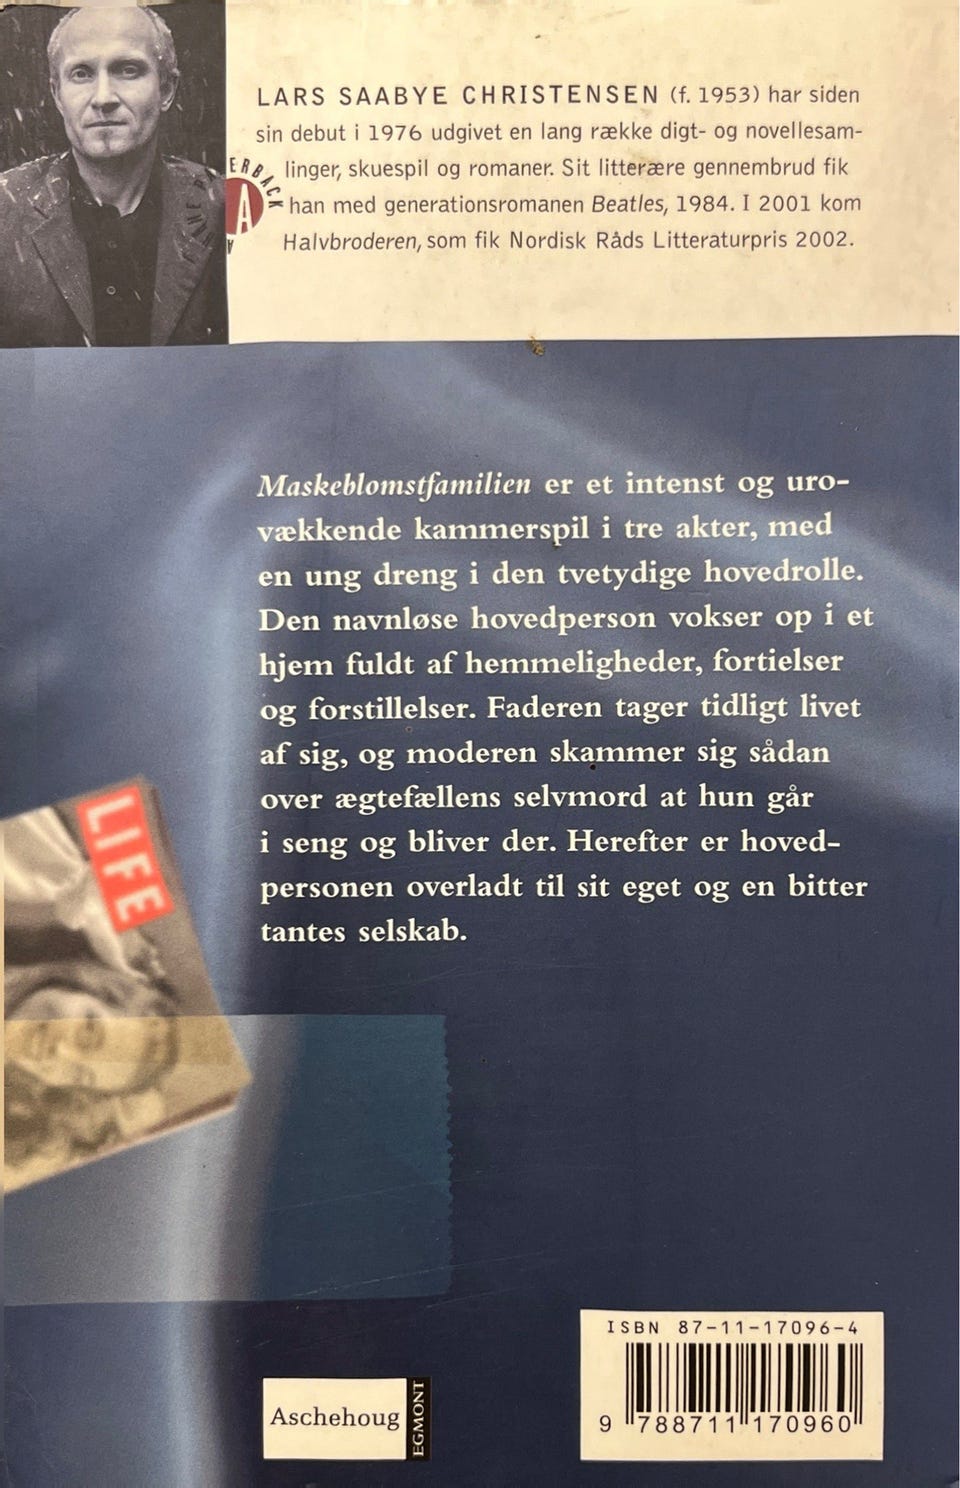 LARS SAABYE CHRISTENSEN (f. 1953) har siden
sin debut i 1976 udgivet en lang række digt- og novellesam-
linger, skuespil og romaner. Sit litterære gennembrud fik
han med generationsromanen Beatles, 1984. I 2001 kom
Halvbroderen, som fik Nordisk Råds Litteraturpris 2002.
A
Maskeblomstfamilien er et intenst og uro-
vækkende kammerspil i tre akter, med
en ung dreng i den tvetydige hovedrolle.
Den navnløse hovedperson vokser op i et
hjem fuldt af hemmeligheder, fortielser
og forstillelser. Faderen tager tidligt livet
af sig, og moderen skammer sig sådan
over ægtefællens selvmord at hun går
i seng og bliver der. Herefter er hoved-
personen overladt til sit eget og en bitter
tantes selskab.
LIFE
ISBN 87-11-17096-4
9 788711 170960
Aschehoug
EGMONT